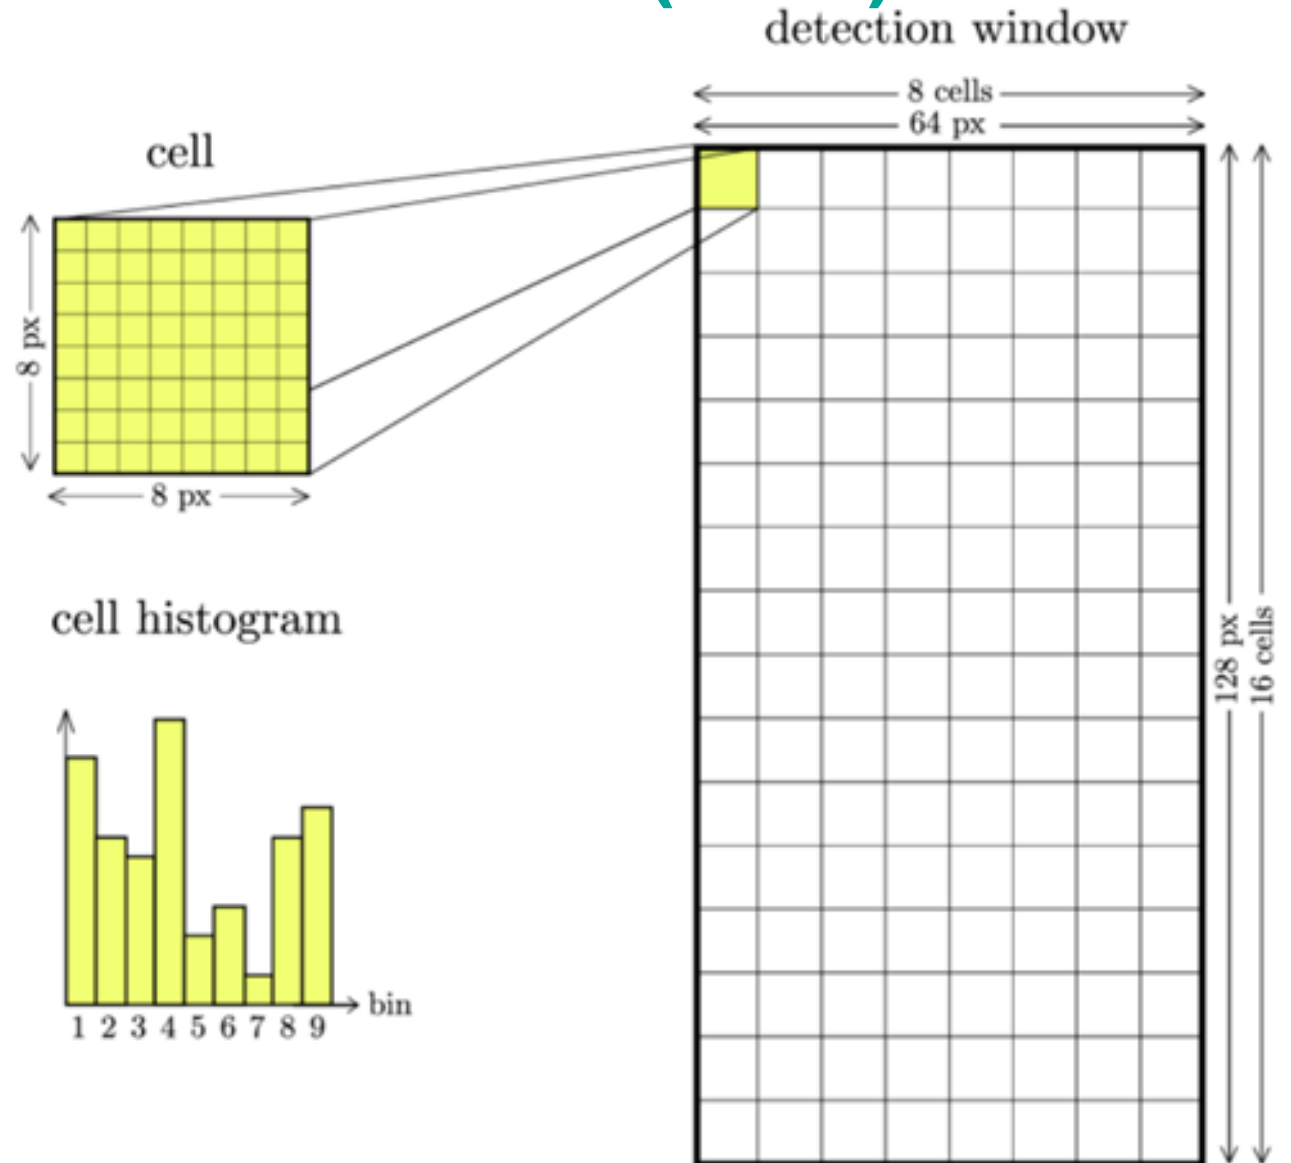 detection window
8 cells
64 px
cell
8 px
8 px
128 px
16 cells
cell histogram
bin
1 2 3 4 5 6 7 8 9